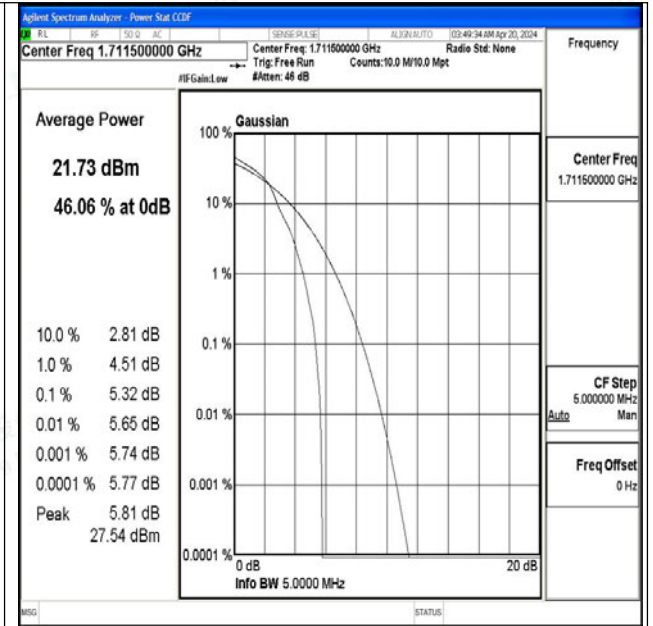 Agilent Spectrum Analyzer - Power Stat CCDF
RL RF 50 Ω AC SENSE:PULSE ALIGN AUTO 03:49:34 AM Apr 20, 2024
Center Freq 1.711500000 GHz
Center Freq: 1.711500000 GHz Radio Std: None
Trig: Free Run Counts:10.0 M/10.0 Mpt
#IFGain:Low #Atten: 46 dB
Frequency
Average Power
21.73 dBm
46.06 % at 0dB
10.0 % 2.81 dB
1.0 % 4.51 dB
0.1 % 5.32 dB
0.01 % 5.65 dB
0.001 % 5.74 dB
0.0001 % 5.77 dB
Peak 5.81 dB
27.54 dBm
Gaussian
100 %
10 %
1 %
0.1 %
0.01 %
0.001 %
0.0001 %
0 dB 20 dB
Info BW 5.0000 MHz
Center Freq
1.711500000 GHz
CF Step
5.000000 MHz
Auto Man
Freq Offset
0 Hz
MSG STATUS